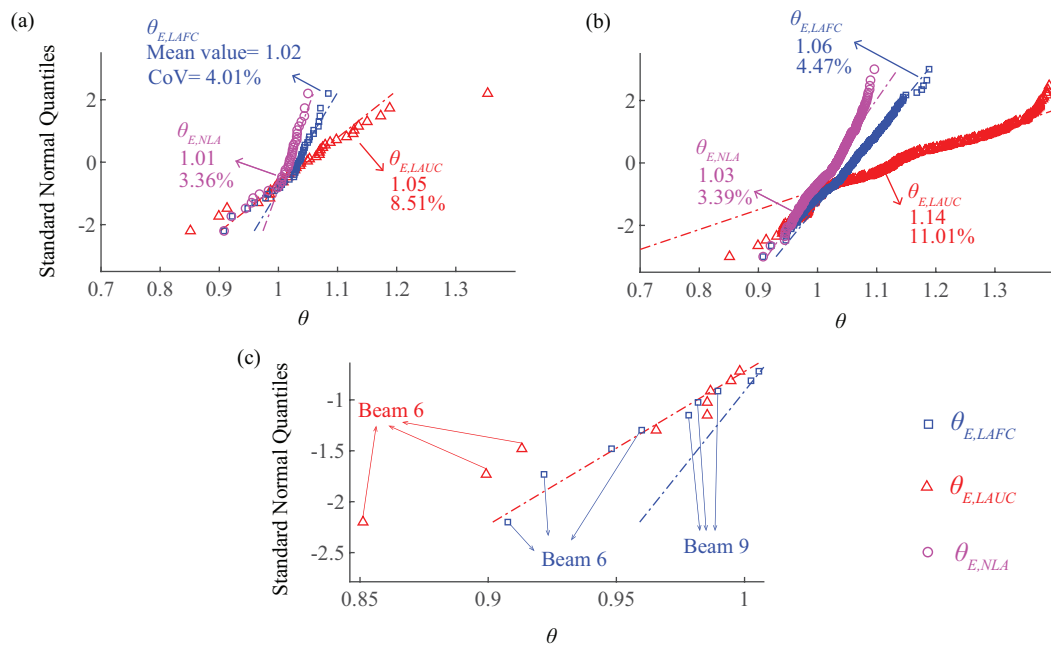 (a)
θE,LAFC
Mean value= 1.02
CoV= 4.01%
θE,NLA
1.01
3.36%
θE,LAUC
1.05
8.51%
Standard Normal Quantiles
2
0
-2
0.7
0.8
0.9
1
1.1
1.2
1.3
θ
(b)
θE,LAFC
1.06
4.47%
θE,NLA
1.03
3.39%
θE,LAUC
1.14
11.01%
2
0
-2
0.7
0.8
0.9
1
1.1
1.2
1.3
θ
(c)
Beam 6
Beam 6
Beam 9
Standard Normal Quantiles
-1
-1.5
-2
-2.5
0.85
0.9
0.95
1
θ
θE,LAFC
θE,LAUC
θE,NLA